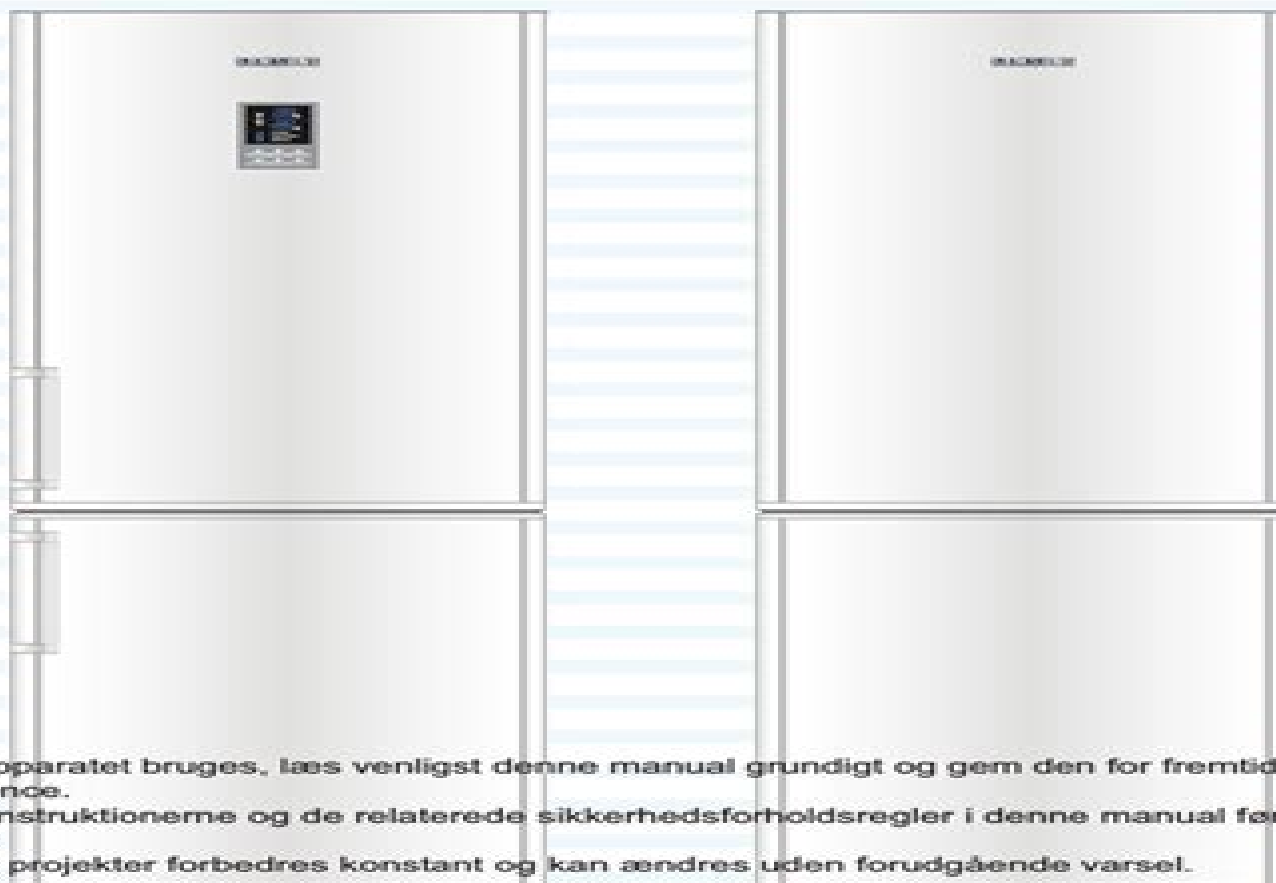 pparatet bruges, læs venligst denne manual grundigt og gem den for fremtid
nce.
nstruktionerne og de relaterede sikkerhedsforholdsregler i denne manual før
projekter forbedres konstant og kan ændres uden forudgående varsel.